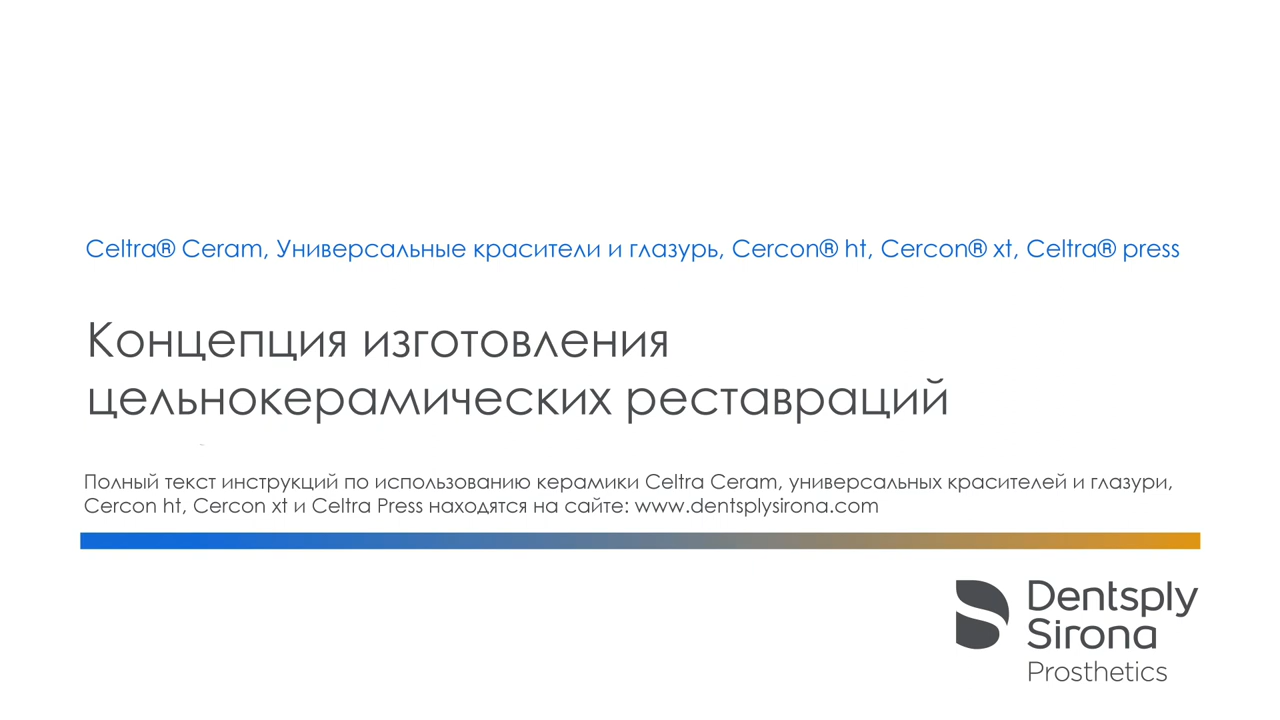 Celtra® Ceram, Универсальные красители и глазурь, Cercon® ht, Cercon® xt, Celtra® press
Концепция изготовления
цельнокерамических реставраций
Полный текст инструкций по использованию керамики Celtra Ceram, универсальных красителей и глазури,
Cercon ht, Cercon xt и Celtra Press находятся на сайте: www.dentsplysirona.com
Dentsply
Sirona
Prosthetics